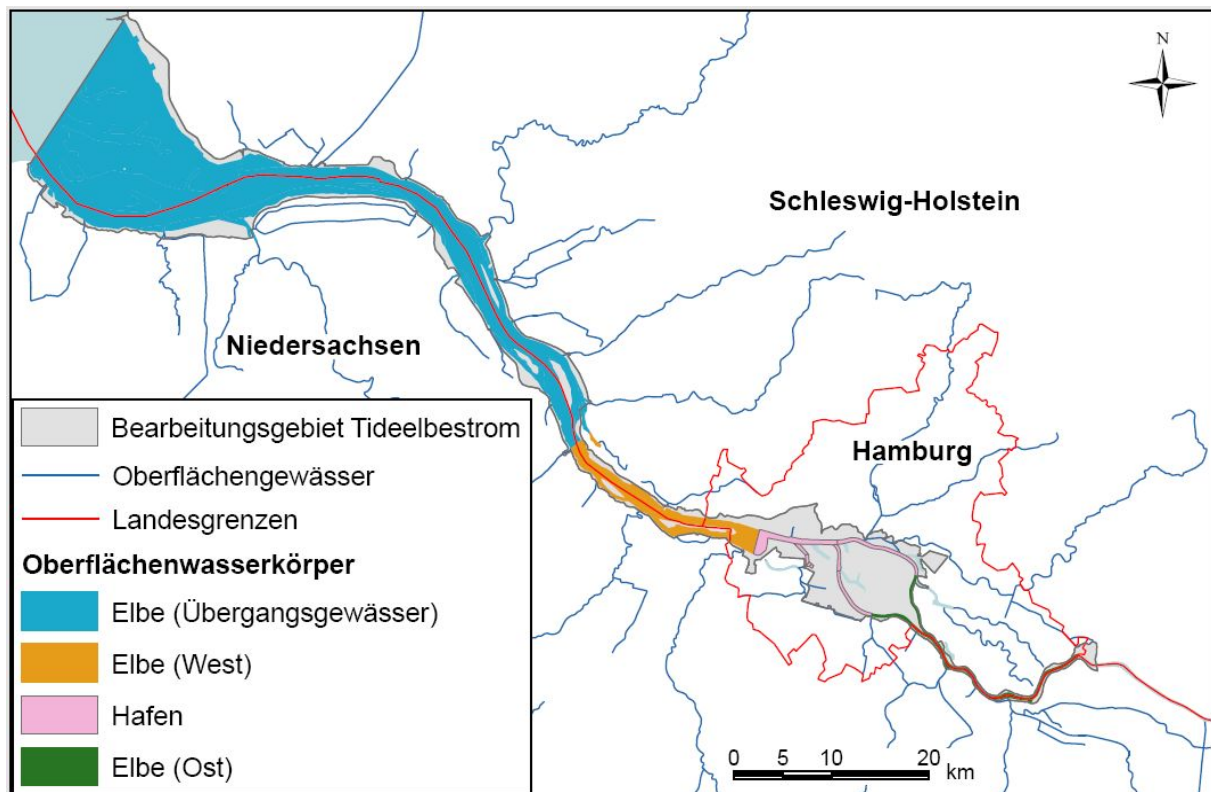 N
Schleswig-Holstein
Niedersachsen
Hamburg
Bearbeitungsgebiet Tideelbestrom
Oberflächengewässer
Landesgrenzen
Oberflächenwasserkörper
Elbe (Übergangsgewässer)
Elbe (West)
Hafen
Elbe (Ost)
0 5 10 20
km